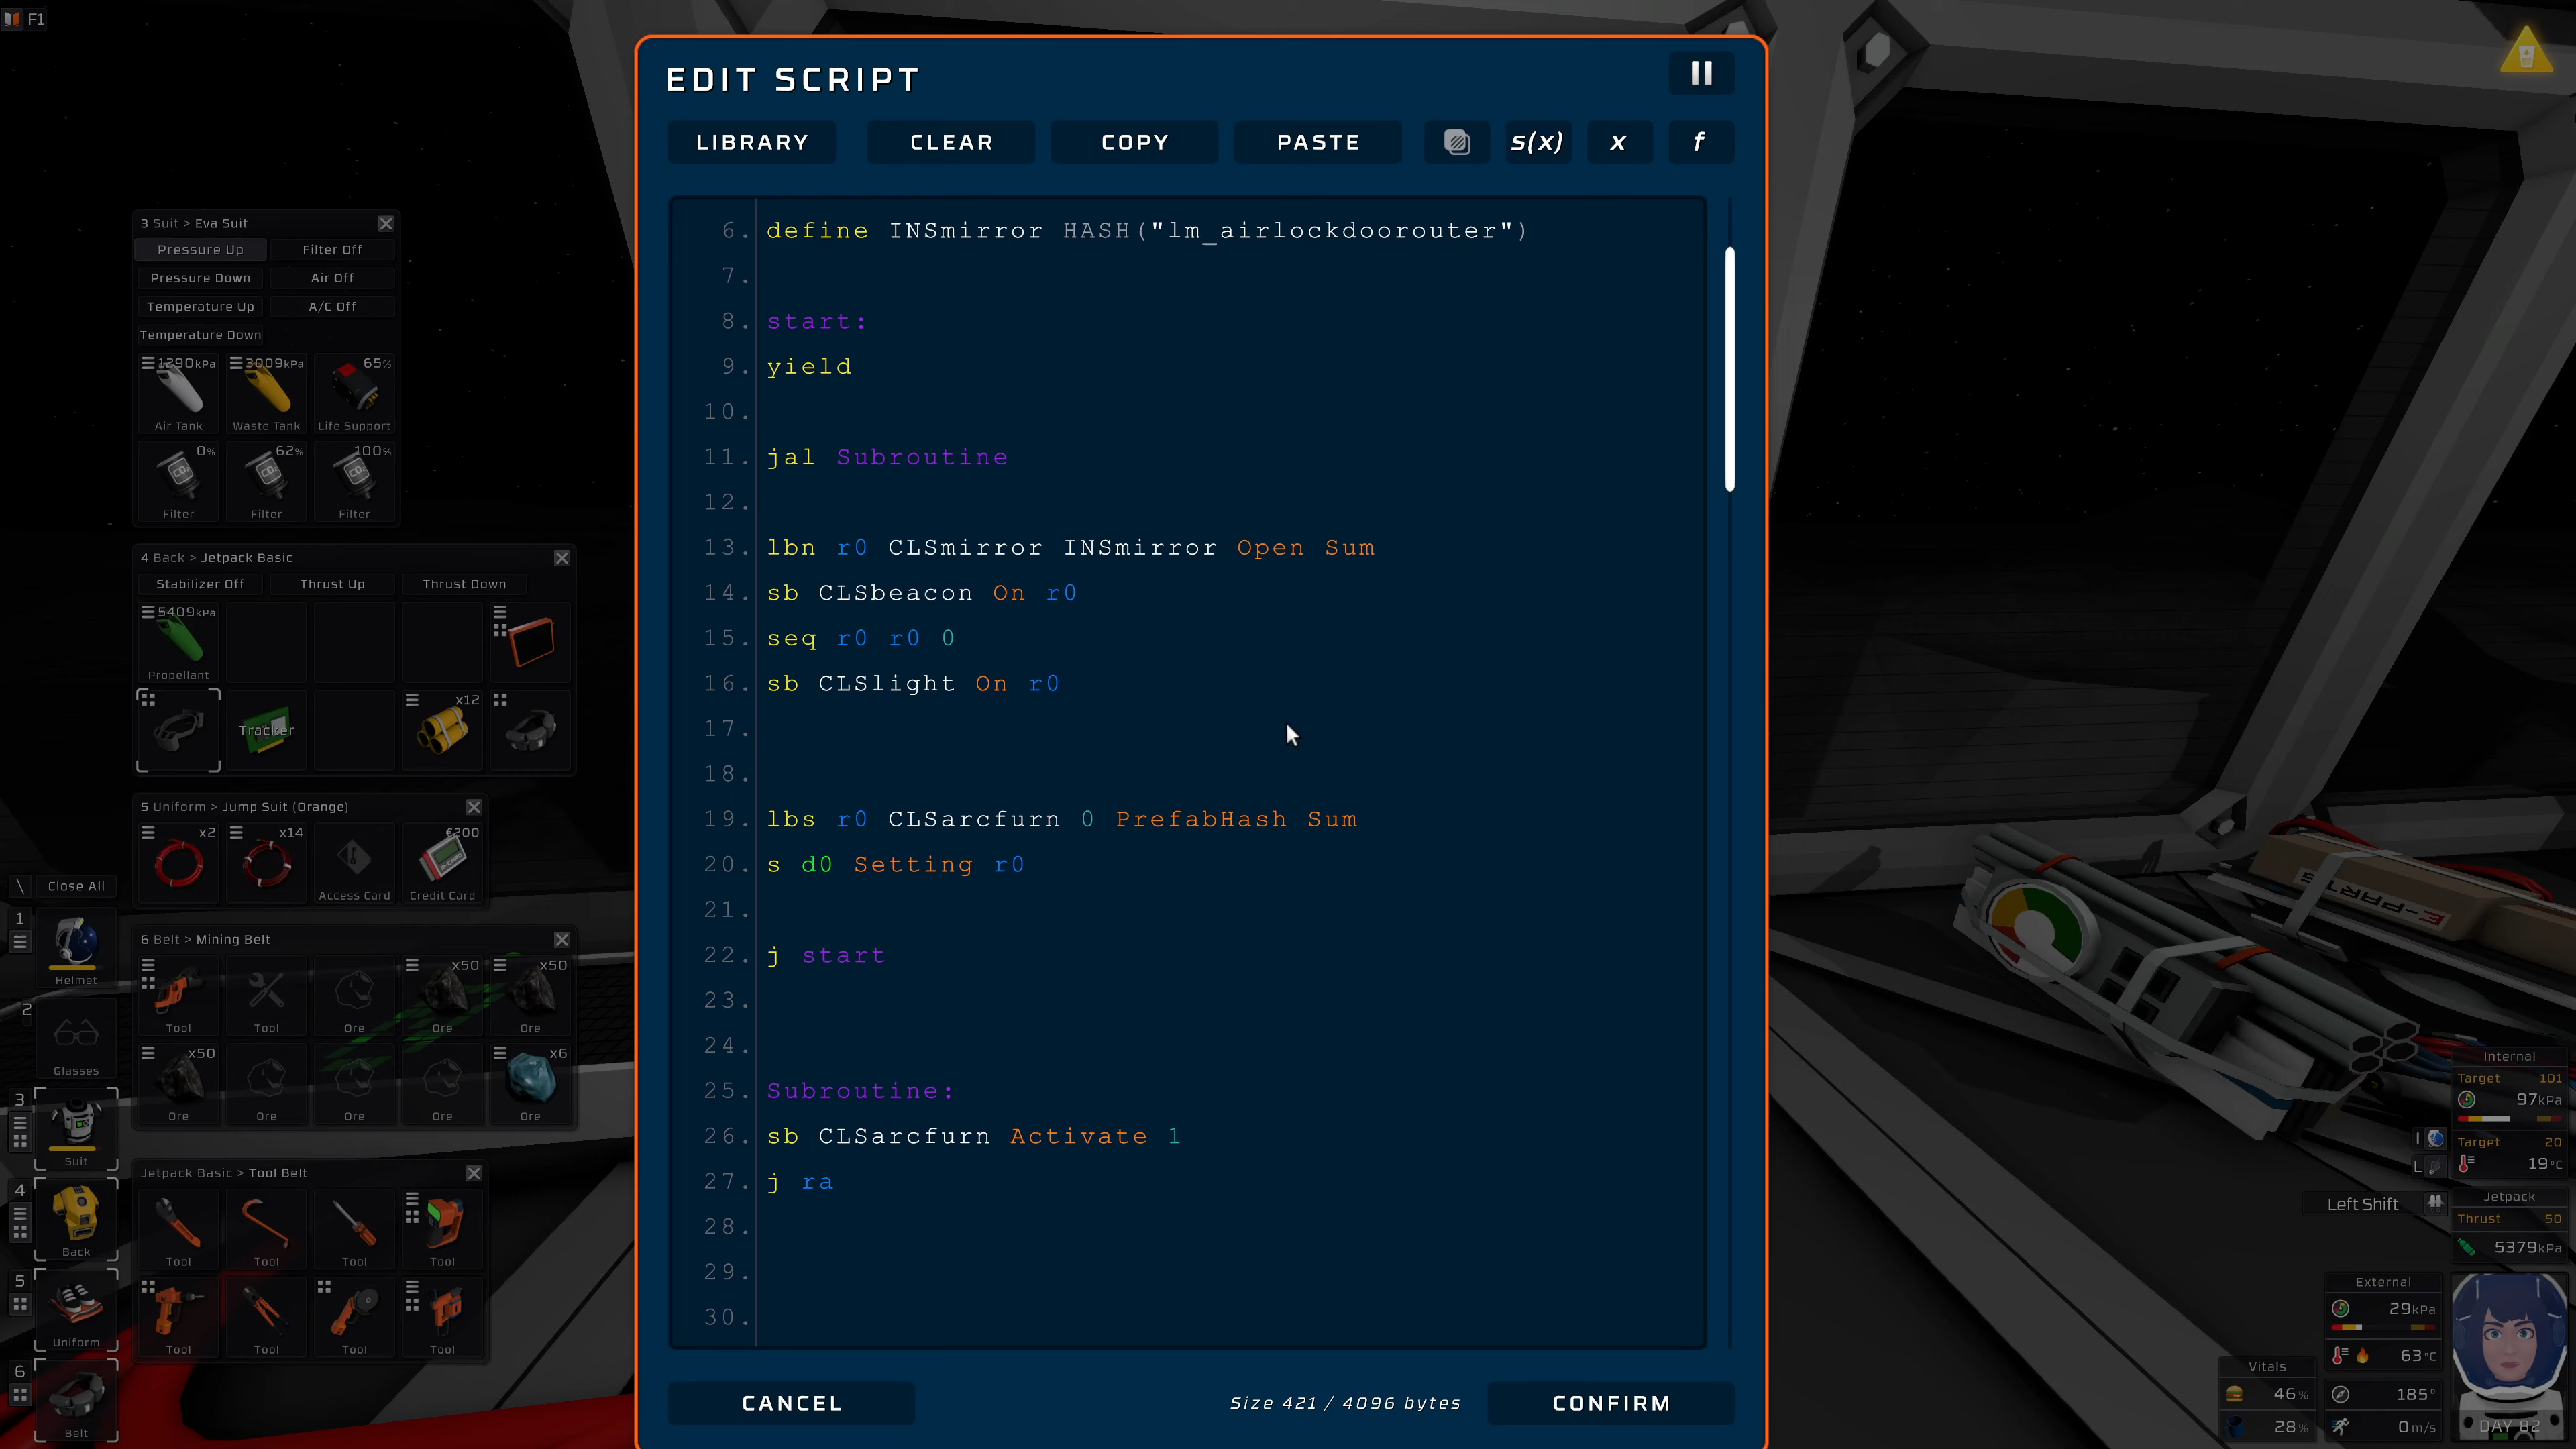 F1
EDIT SCRIPT
LIBRARY CLEAR COPY PASTE s(x) x f
6. define INSmirror HASH("lm_airlockdoorouter")
7.
8. start:
9. yield
10.
11. jal Subroutine
12.
13. lbn r0 CLSmirror INSmirror Open Sum
14. sb CLSbeacon On r0
15. seq r0 r0 0
16. sb CLSlight On r0
17.
18.
19. lbs r0 CLSarcfurn 0 PrefabHash Sum
20. s d0 Setting r0
21.
22. j start
23.
24.
25. Subroutine:
26. sb CLSarcfurn Activate 1
27. j ra
28.
29.
30.
CANCEL Size 421 / 4096 bytes CONFIRM
3 Suit > Eva Suit
Pressure Up Filter Off
Pressure Down Air Off
Temperature Up A/C Off
Temperature Down
1290kPa 3009kPa 65%
Air Tank Waste Tank Life Support
0% 62% 100%
Filter Filter Filter
4 Back > Jetpack Basic
Stabilizer Off Thrust Up Thrust Down
5409kPa
Propellant
x12
Tracker
5 Uniform > Jump Suit (Orange)
x2 x14 €200
Access Card Credit Card
6 Belt > Mining Belt
x50 x50
Tool Tool Ore Ore Ore
x50 x6
Ore Ore Ore Ore Ore
Jetpack Basic > Tool Belt
Tool Tool Tool Tool
Tool Tool Tool Tool
\ Close All
1
Helmet
2
Glasses
3
Suit
4
Back
5
Uniform
6
Belt
E-PARTS
Internal
Target 101
97kPa
Target 20
19°C
Left Shift
Jetpack
Thrust 50
5379kPa
External
29kPa
63°C
Vitals
46%
185°
28%
0m/s
DAY 82